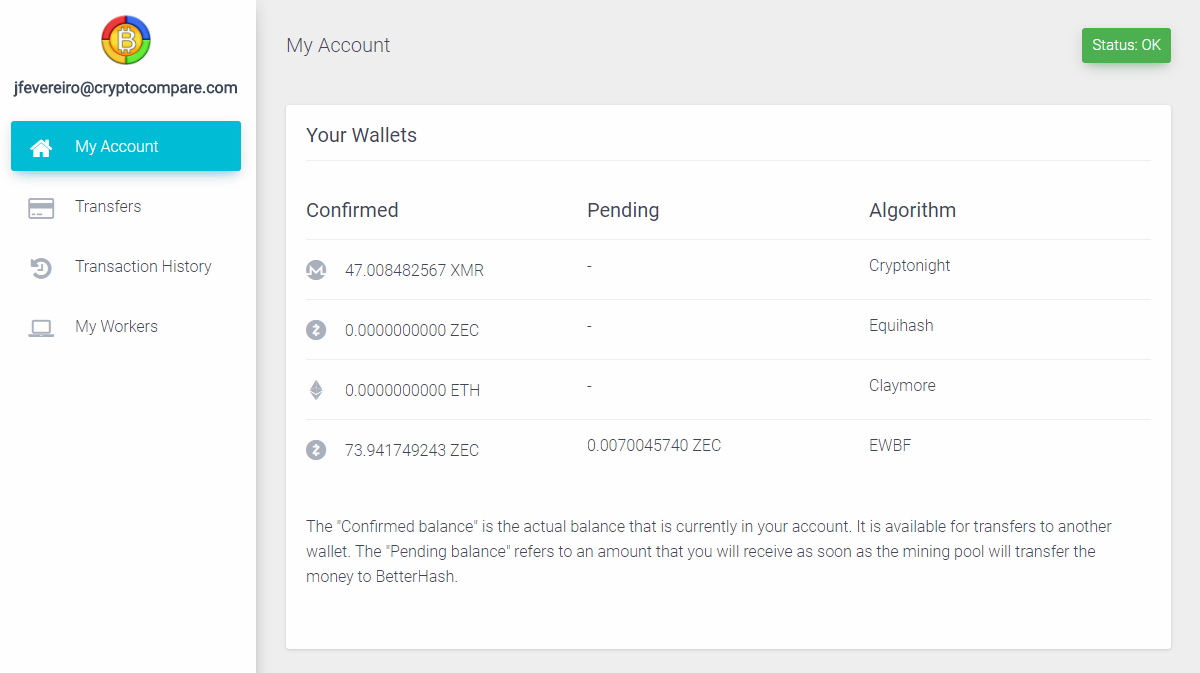 jfevereiro@cryptocompare.com
My Account
Transfers
Transaction History
My Workers
My Account
Status: OK
Your Wallets
Confirmed Pending Algorithm
47.008482567 XMR - Cryptonight
0.0000000000 ZEC - Equihash
0.0000000000 ETH - Claymore
73.941749243 ZEC 0.0070045740 ZEC EWBF
The "Confirmed balance" is the actual balance that is currently in your account. It is available for transfers to another
wallet. The "Pending balance" refers to an amount that you will receive as soon as the mining pool will transfer the
money to BetterHash.